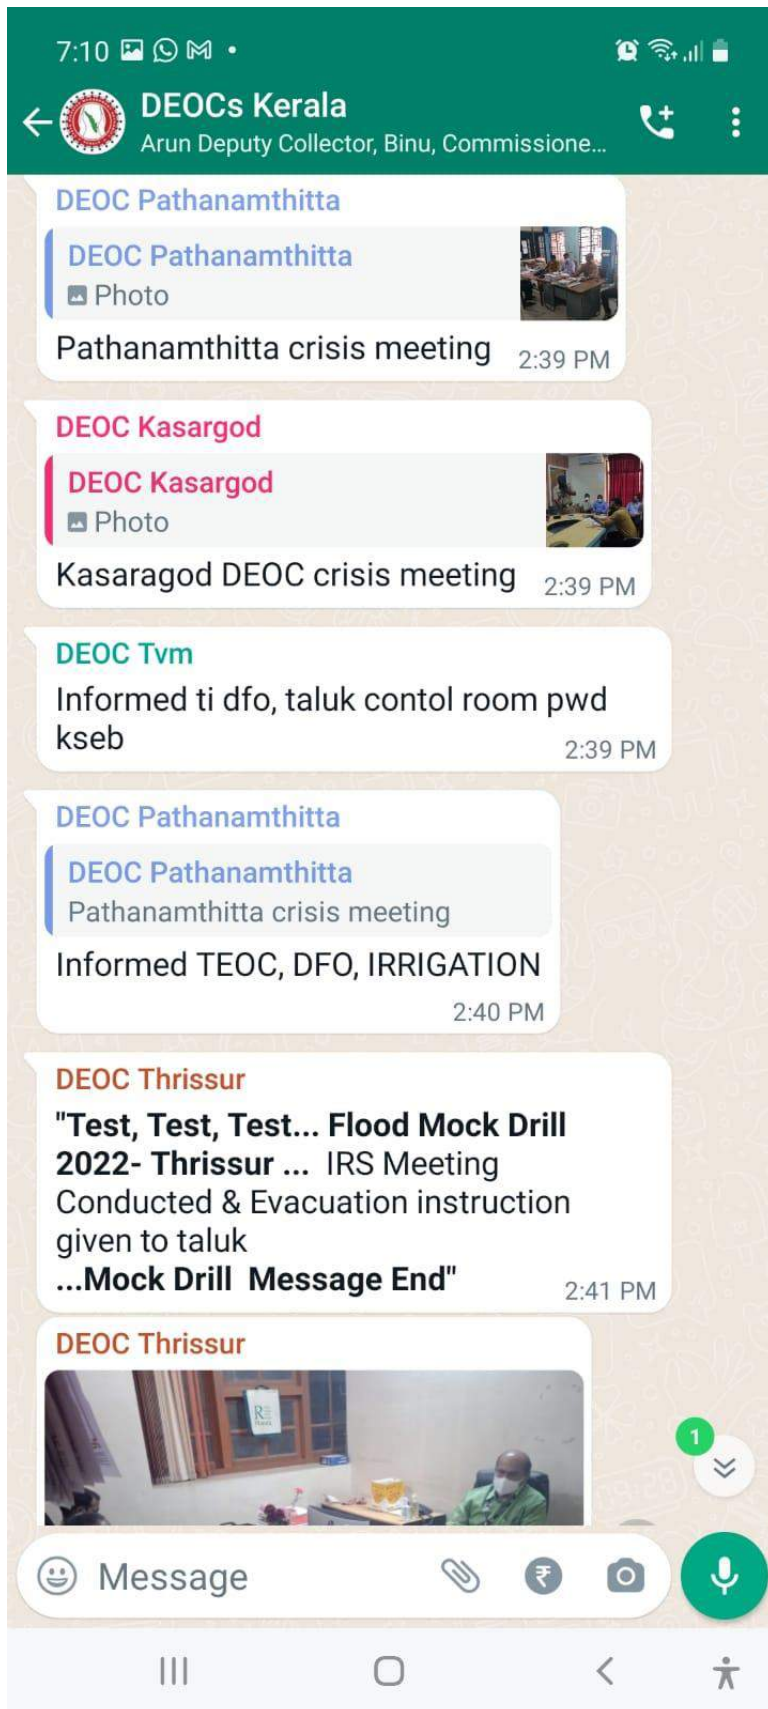 7:10
DEOCs Kerala
Arun Deputy Collector, Binu, Commissione...
DEOC Pathanamthitta
DEOC Pathanamthitta
Photo
Pathanamthitta crisis meeting 2:39 PM
DEOC Kasargod
DEOC Kasargod
Photo
Kasaragod DEOC crisis meeting 2:39 PM
DEOC Tvm
Informed ti dfo, taluk contol room pwd
kseb 2:39 PM
DEOC Pathanamthitta
DEOC Pathanamthitta
Pathanamthitta crisis meeting
Informed TEOC, DFO, IRRIGATION
2:40 PM
DEOC Thrissur
"Test, Test, Test... Flood Mock Drill
2022- Thrissur ... IRS Meeting
Conducted & Evacuation instruction
given to taluk
...Mock Drill Message End" 2:41 PM
DEOC Thrissur
1
Message